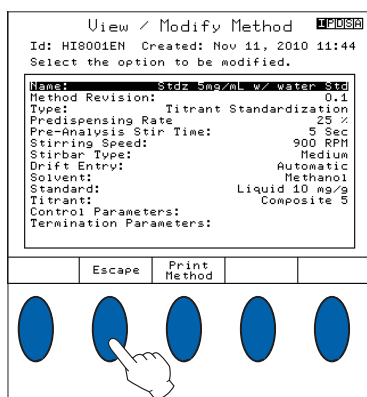 View / Modify Method IPDSA
Id: HI8001EN Created: Nov 11, 2010 11:44
Select the option to be modified.
Name: Stdz 5mg/mL w/ water Std
Method Revision: 0.1
Type: Titrant Standardization
Predispensing Rate 25 %
Pre-Analysis Stir Time: 5 Sec
Stirring Speed: 900 RPM
Stirbar Type: Medium
Drift Entry: Automatic
Solvent: Methanol
Standard: Liquid 10 mg/g
Titrant: Composite 5
Control Parameters:
Termination Parameters:
Escape
Print
Method